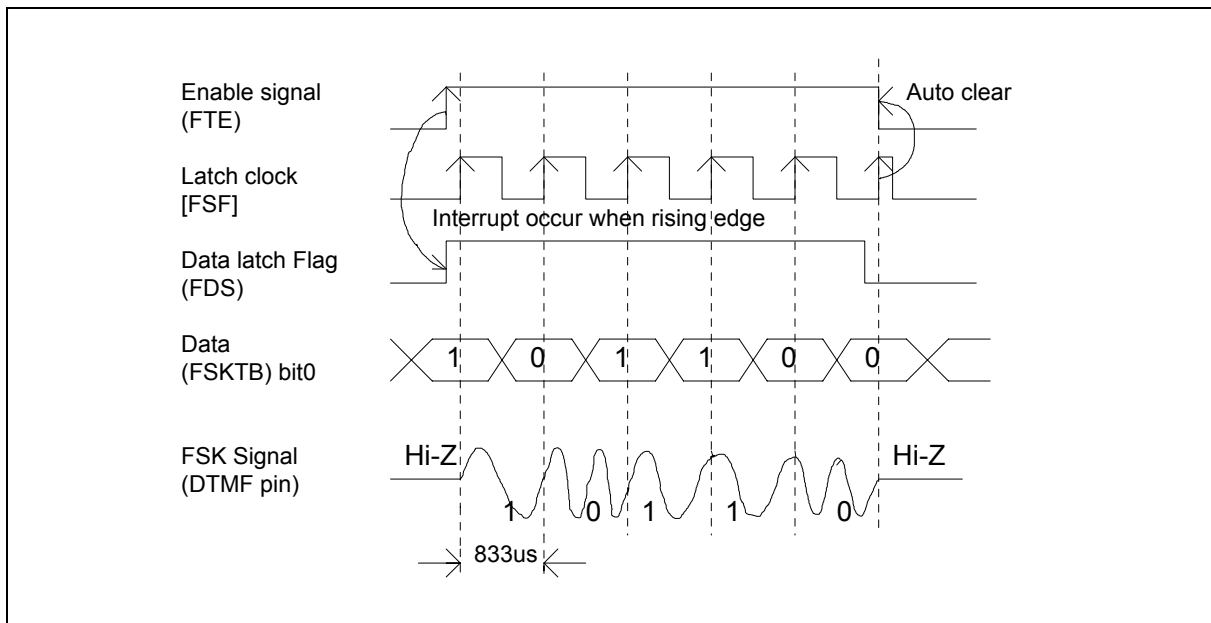 Enable signal
(FTE)
Auto clear
Latch clock
[FSF]
Interrupt occur when rising edge
Data latch Flag
(FDS)
Data
(FSKTB) bit0
1 0 1 1 0 0
FSK Signal
(DTMF pin)
Hi-Z
Hi-Z
1 0 1 1 0
833us